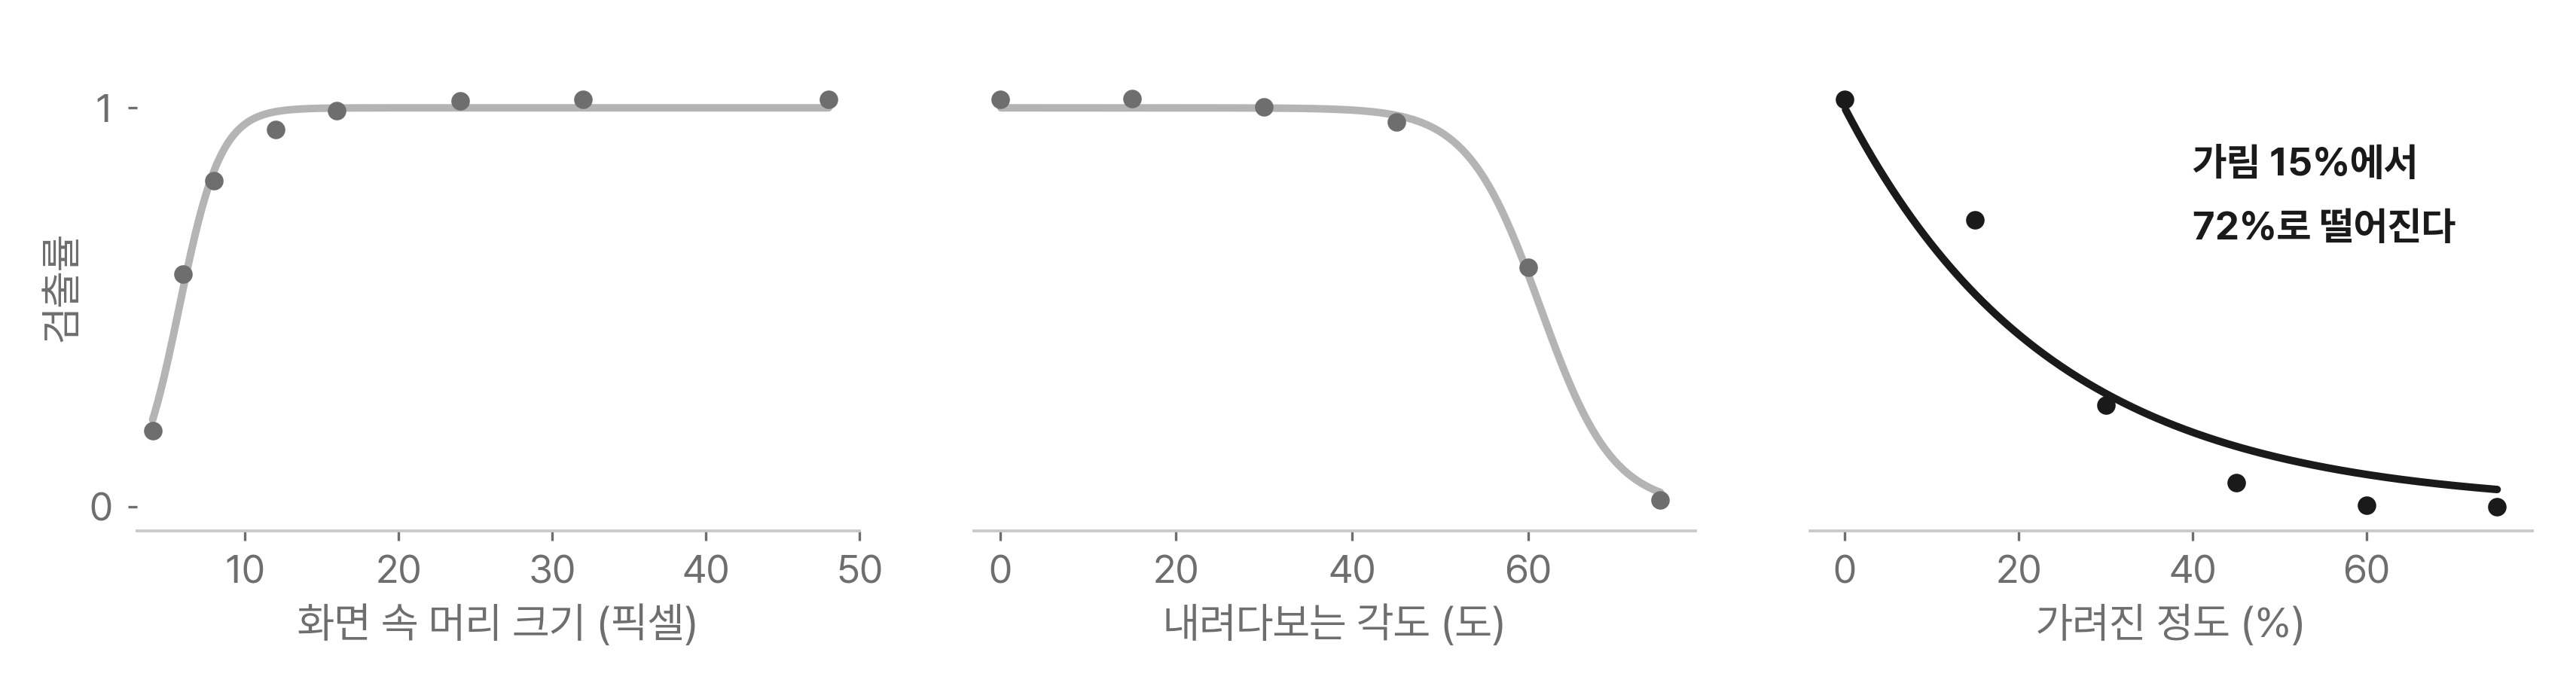 검출률
1
0
10 20 30 40 50
화면 속 머리 크기 (픽셀)
0 20 40 60
내려다보는 각도 (도)
가림 15%에서
72%로 떨어진다
0 20 40 60
가려진 정도 (%)